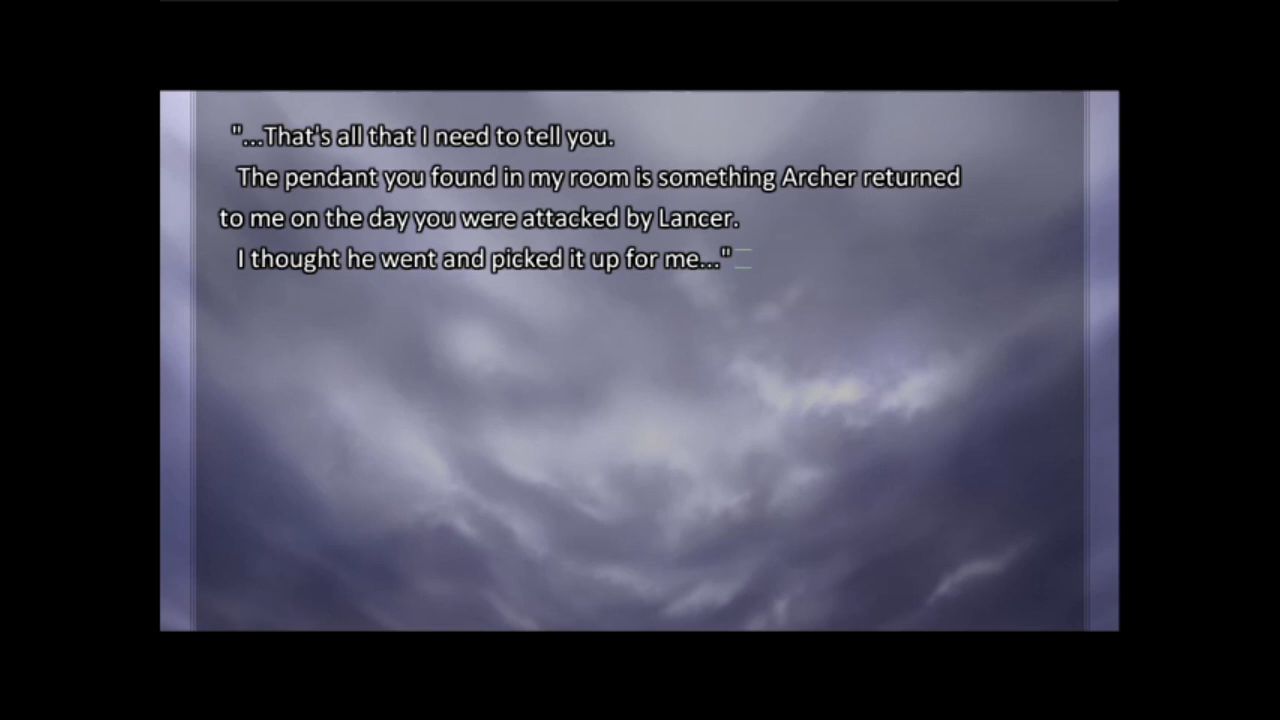 "...That's all that I need to tell you.
The pendant you found in my room is something Archer returned
to me on the day you were attacked by Lancer.
I thought he went and picked it up for me..."